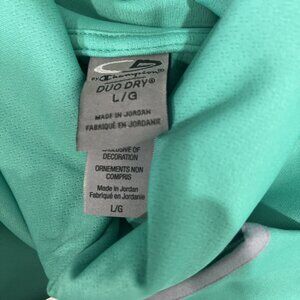 by Champion
DUO DRY®
L/G
MADE IN JORDAN
FABRIQUÉ EN JORDANIE
EXCLUSIVE OF
DECORATION
ORNEMENTS NON
COMPRIS
Made in Jordan
Fabriqué en Jordanie
L/G